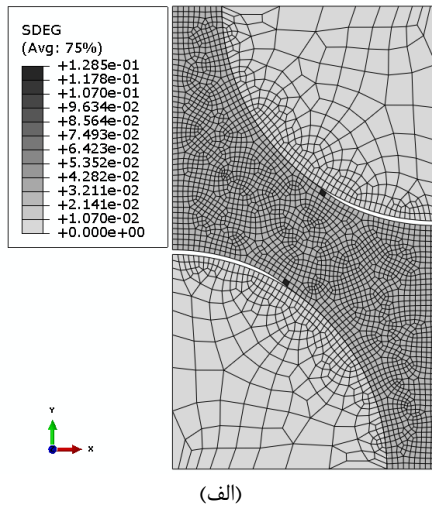 SDEG
(Avg: 75%)
+1.285e-01
+1.178e-01
+1.070e-01
+9.634e-02
+8.564e-02
+7.493e-02
+6.423e-02
+5.352e-02
+4.282e-02
+3.211e-02
+2.141e-02
+1.070e-02
+0.000e+00
Y
X
(الف)